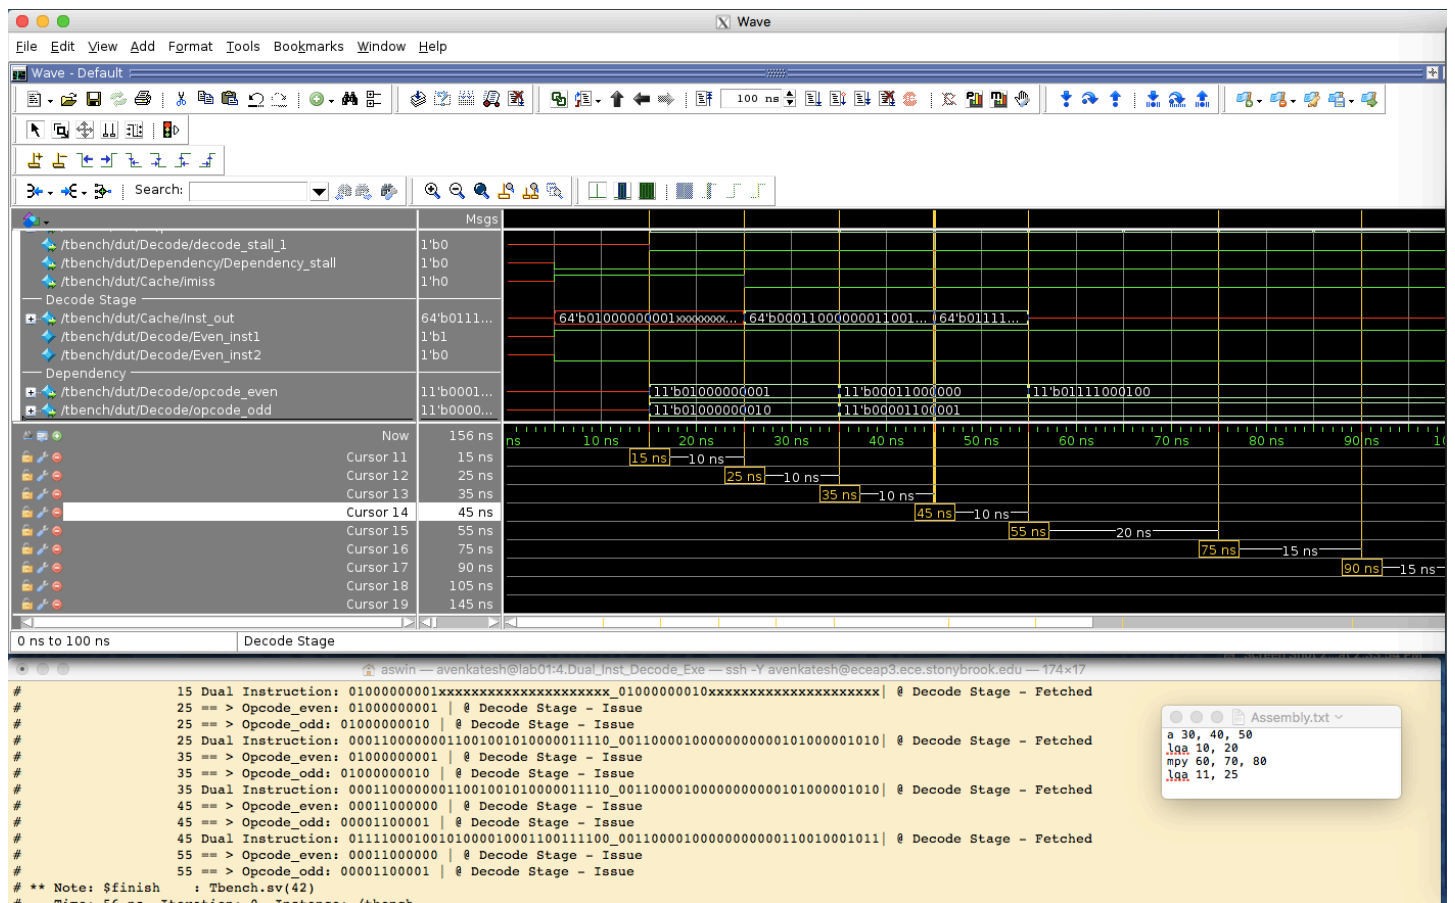 Wave
File Edit View Add Format Tools Bookmarks Window Help
Wave - Default
100 ns
Search:
Msgs
/tbench/dut/Decode/decode_stall_1 1'b0
/tbench/dut/Dependency/Dependency_stall 1'b0
/tbench/dut/Cache/imiss 1'h0
Decode Stage
/tbench/dut/Cache/Inst_out 64'b0111... 64'b01000000001xxxxxxxx... 64'b000110000000011001... 64'b01111...
/tbench/dut/Decode/Even_inst1 1'b1
/tbench/dut/Decode/Even_inst2 1'b0
Dependency
/tbench/dut/Decode/opcode_even 11'b0001... 11'b01000000001 11'b00011000000 11'b01111000100
/tbench/dut/Decode/opcode_odd 11'b0000... 11'b01000000010 11'b00001100001
Now 156 ns ns 10 ns 20 ns 30 ns 40 ns 50 ns 60 ns 70 ns 80 ns 90 ns 10
Cursor 11 15 ns 15 ns 10 ns
Cursor 12 25 ns 25 ns 10 ns
Cursor 13 35 ns 35 ns 10 ns
Cursor 14 45 ns 45 ns 10 ns
Cursor 15 55 ns 55 ns 20 ns
Cursor 16 75 ns 75 ns 15 ns
Cursor 17 90 ns 90 ns 15 ns
Cursor 18 105 ns
Cursor 19 145 ns
0 ns to 100 ns Decode Stage
aswin — avenkatesh@lab01:4.Dual_Inst_Decode_Exe — ssh -Y avenkatesh@eceap3.ece.stonybrook.edu — 174×17
# 15 Dual Instruction: 01000000001xxxxxxxxxxxxxxxxxxxxx_01000000010xxxxxxxxxxxxxxxxxxxxx| @ Decode Stage - Fetched
# 25 == > Opcode_even: 01000000001 | @ Decode Stage - Issue
# 25 == > Opcode_odd: 01000000010 | @ Decode Stage - Issue
# 25 Dual Instruction: 00011000000011001001010000011110_00110000100000000000101000001010| @ Decode Stage - Fetched
# 35 == > Opcode_even: 01000000001 | @ Decode Stage - Issue
# 35 == > Opcode_odd: 01000000010 | @ Decode Stage - Issue
# 35 Dual Instruction: 00011000000011001001010000011110_00110000100000000000101000001010| @ Decode Stage - Fetched
# 45 == > Opcode_even: 00011000000 | @ Decode Stage - Issue
# 45 == > Opcode_odd: 00001100001 | @ Decode Stage - Issue
# 45 Dual Instruction: 01111000100101000010001100111100_00110000100000000000110010001011| @ Decode Stage - Fetched
# 55 == > Opcode_even: 00011000000 | @ Decode Stage - Issue
# 55 == > Opcode_odd: 00001100001 | @ Decode Stage - Issue
# ** Note: $finish : Tbench.sv(42)
Assembly.txt
a 30, 40, 50
lqa 10, 20
mpy 60, 70, 80
lqa 11, 25